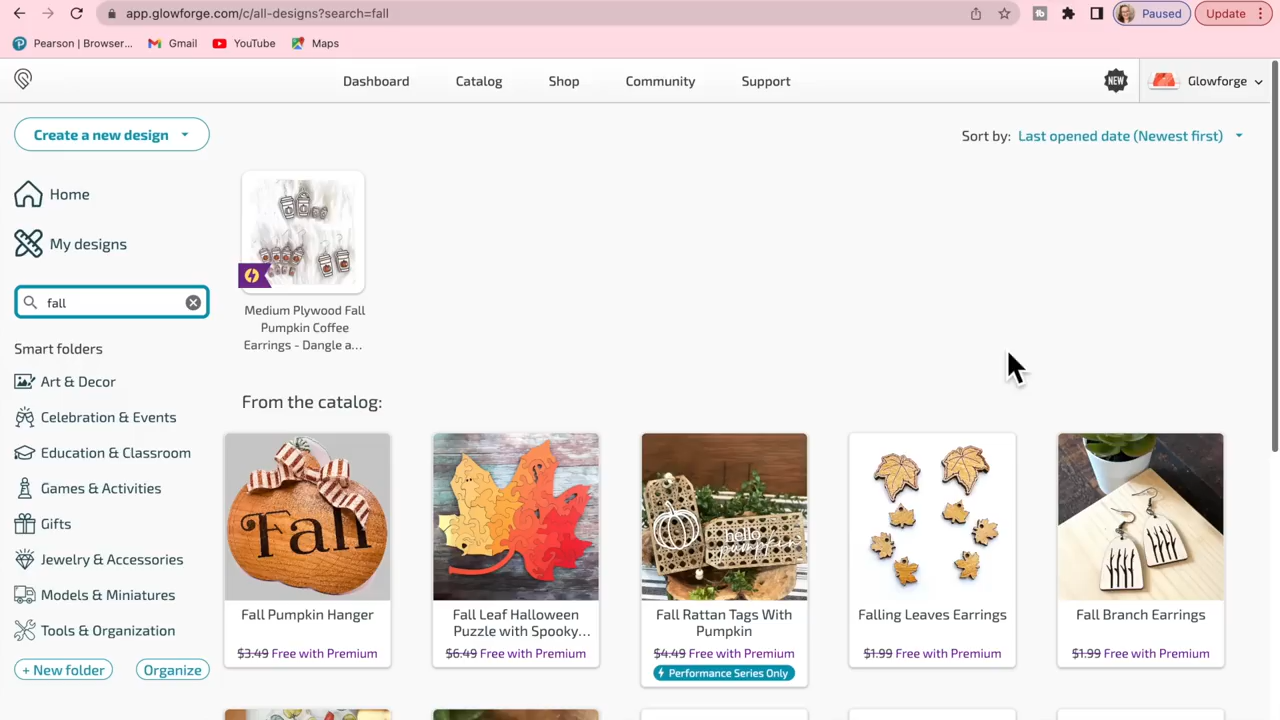 app.glowforge.com/c/all-designs?search=fall
Paused
Update
Pearson | Browser...
Gmail
YouTube
Maps
Dashboard
Catalog
Shop
Community
Support
NEW
Glowforge
Create a new design
Sort by: Last opened date (Newest first)
Home
My designs
fall
Medium Plywood Fall
Pumpkin Coffee
Earrings - Dangle a...
Smart folders
Art & Decor
Celebration & Events
Education & Classroom
Games & Activities
Gifts
Jewelry & Accessories
Models & Miniatures
Tools & Organization
+ New folder
Organize
From the catalog:
Fall
hello
pumpkin
Fall Pumpkin Hanger
$3.49 Free with Premium
Fall Leaf Halloween
Puzzle with Spooky...
$6.49 Free with Premium
Fall Rattan Tags With
Pumpkin
$4.49 Free with Premium
Performance Series Only
Falling Leaves Earrings
$1.99 Free with Premium
Fall Branch Earrings
$1.99 Free with Premium